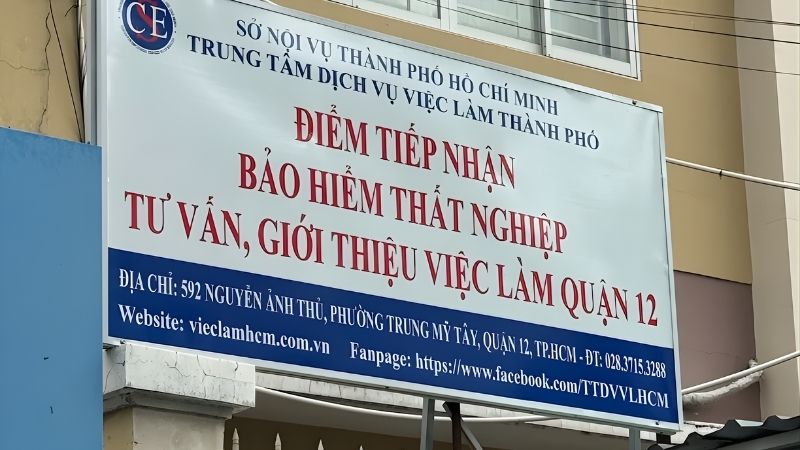 CSE
SỞ NỘI VỤ THÀNH PHỐ HỒ CHÍ MINH
TRUNG TÂM DỊCH VỤ VIỆC LÀM THÀNH PHỐ
ĐIỂM TIẾP NHẬN
BẢO HIỂM THẤT NGHIỆP
TƯ VẤN, GIỚI THIỆU VIỆC LÀM QUẬN 12
ĐỊA CHỈ: 592 NGUYỄN ẢNH THỦ, PHƯỜNG TRUNG MỸ TÂY, QUẬN 12, TP.HCM - ĐT: 028.3715.3288
Website: vieclamhcm.com.vn Fanpage: https://www.facebook.com/TTDVVLHCM